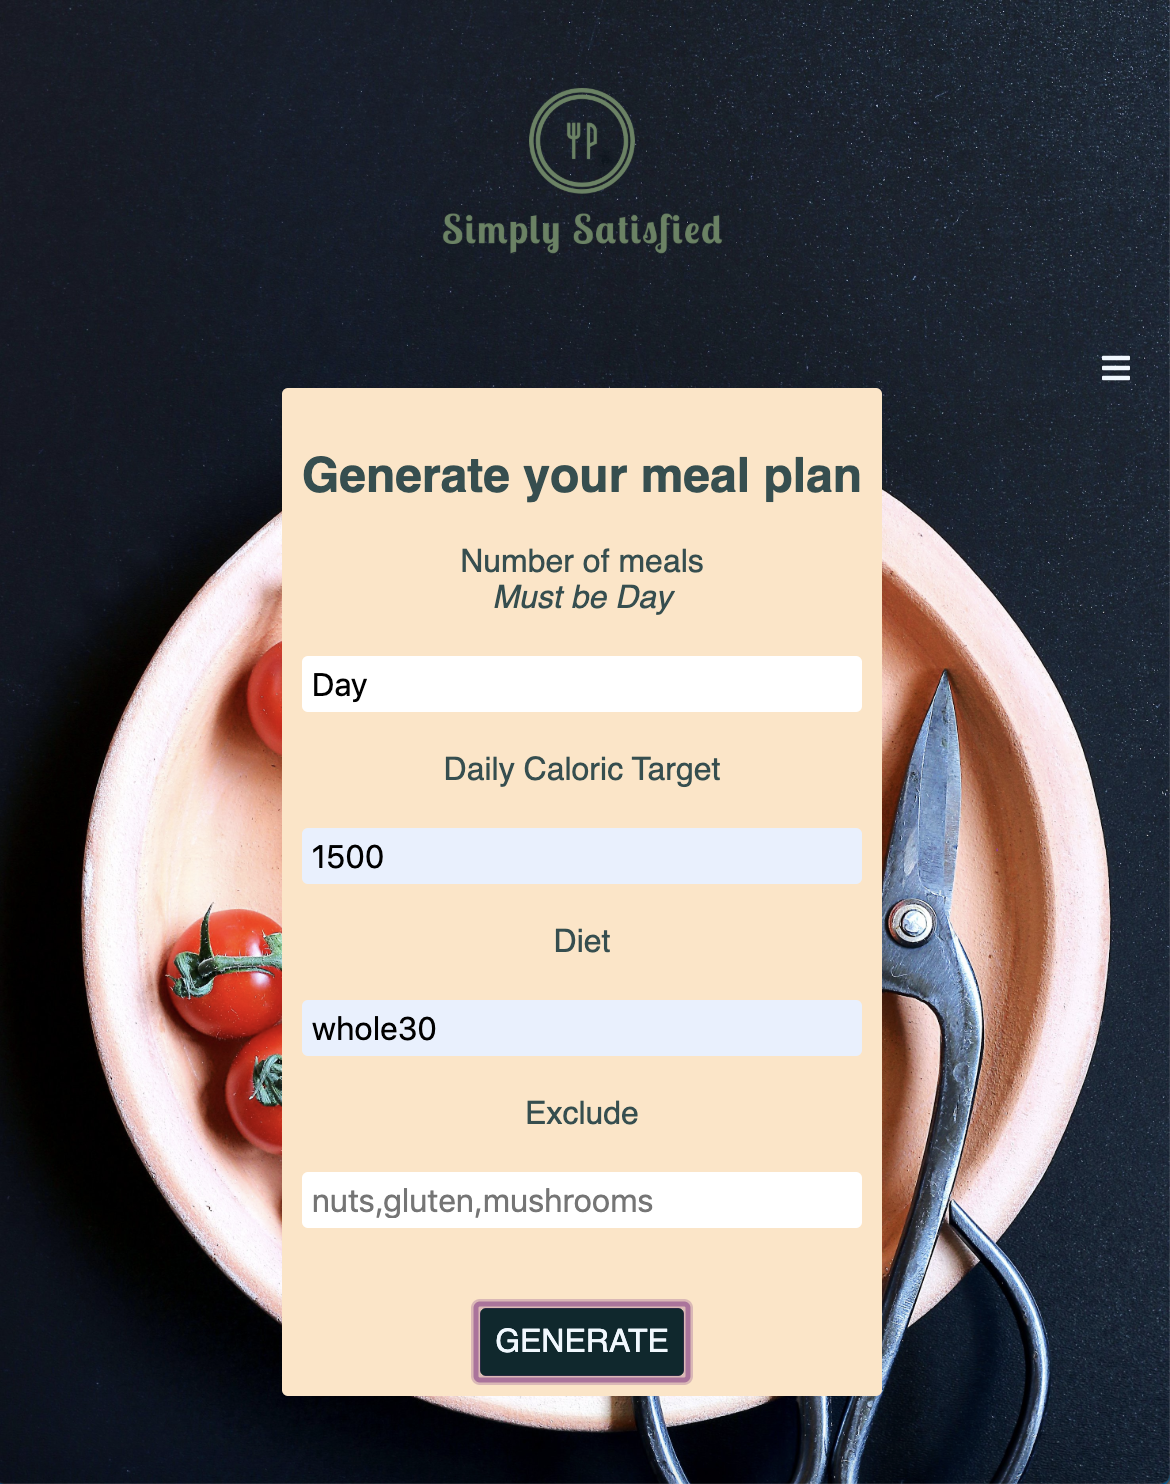 Simply Satisfied
Generate your meal plan
Number of meals
Must be Day
Day
Daily Caloric Target
1500
Diet
whole30
Exclude
nuts,gluten,mushrooms
GENERATE